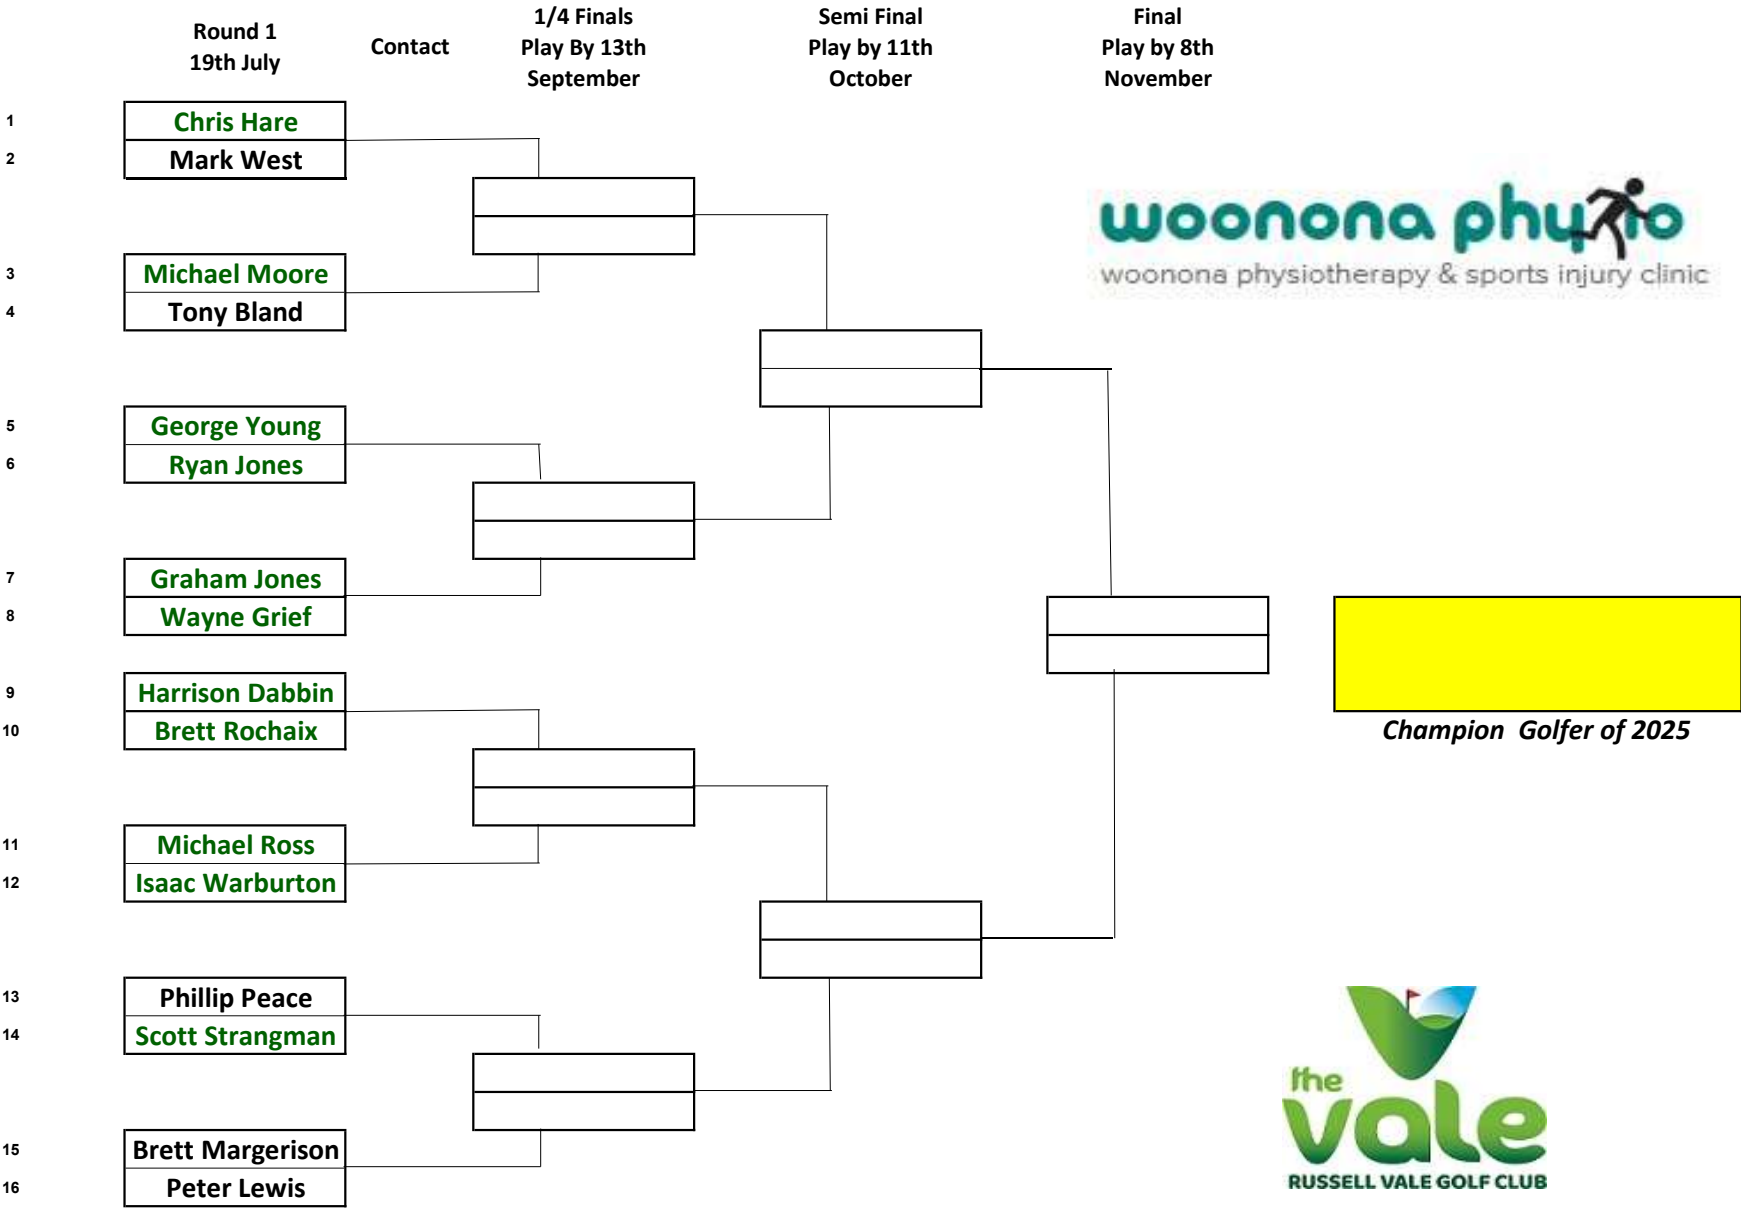 Round 1
19th July
Contact
1/4 Finals
Play By 13th
September
Semi Final
Play by 11th
October
Final
Play by 8th
November
1 Chris Hare
2 Mark West
3 Michael Moore
4 Tony Bland
5 George Young
6 Ryan Jones
7 Graham Jones
8 Wayne Grief
9 Harrison Dabbin
10 Brett Rochaix
11 Michael Ross
12 Isaac Warburton
13 Phillip Peace
14 Scott Strangman
15 Brett Margerison
16 Peter Lewis
woonona physio
woonona physiotherapy & sports injury clinic
Champion Golfer of 2025
the
vale
RUSSELL VALE GOLF CLUB